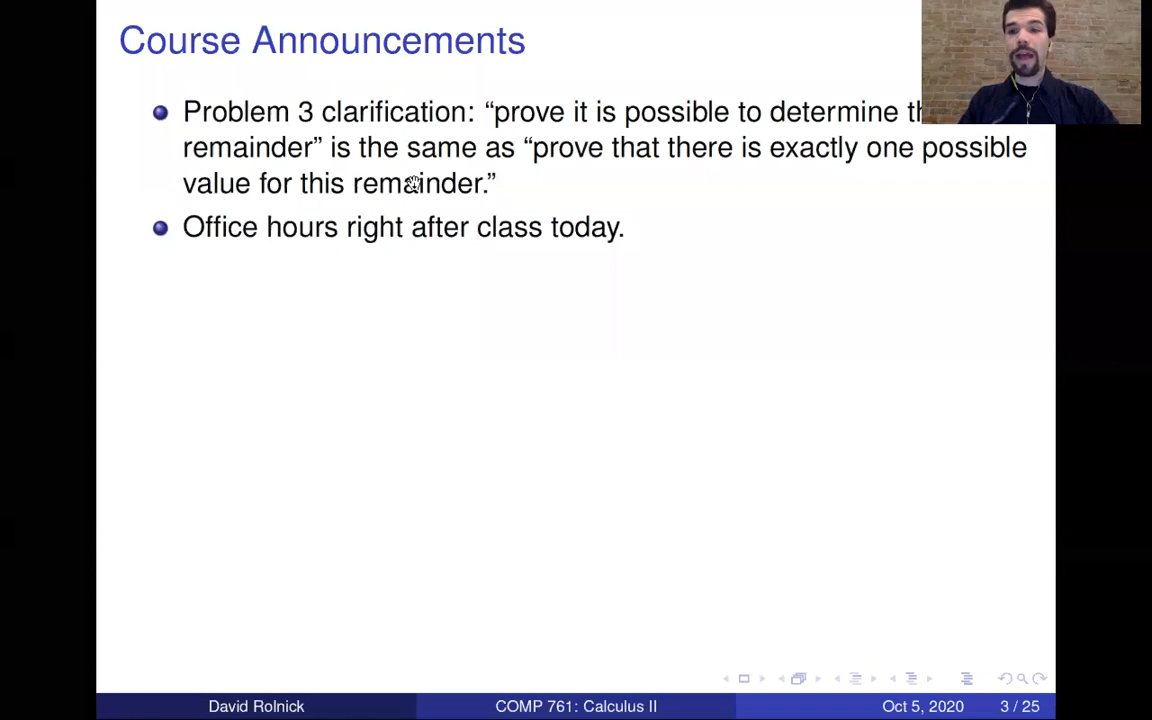 Course Announcements
Problem 3 clarification: “prove it is possible to determine
remainder” is the same as “prove that there is exactly one possible
value for this remainder.”
Office hours right after class today.
David Rolnick COMP 761: Calculus II Oct 5, 2020 3 / 25